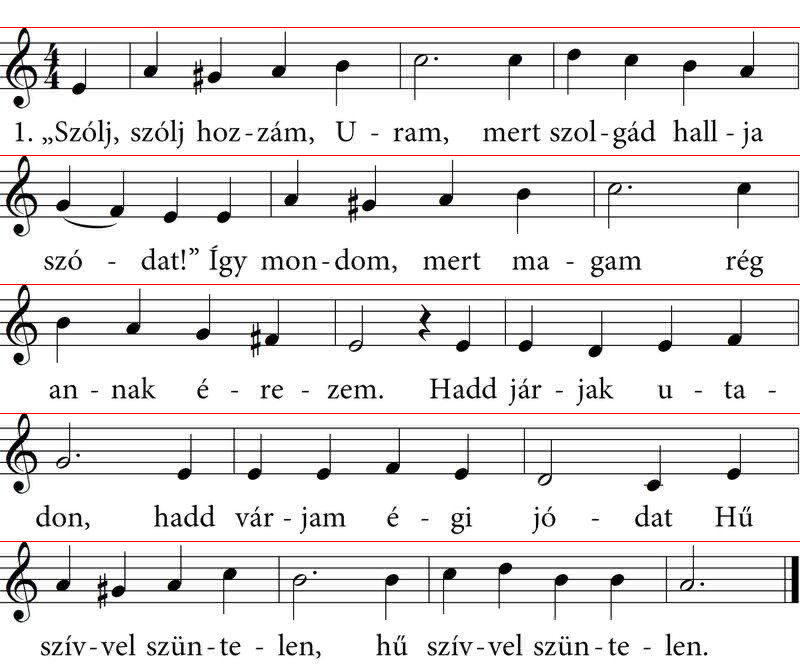 1. „Szólj, szólj hoz-zám, U - ram, mert szol-gád hall-ja
szó - dat!” Így mon-dom, mert ma - gam rég
an - nak é - re - zem. Hadd jár - jak u - ta -
don, hadd vár - jam é - gi jó - dat Hű
szív-vel szün-te - len, hű szív-vel szün-te - len.